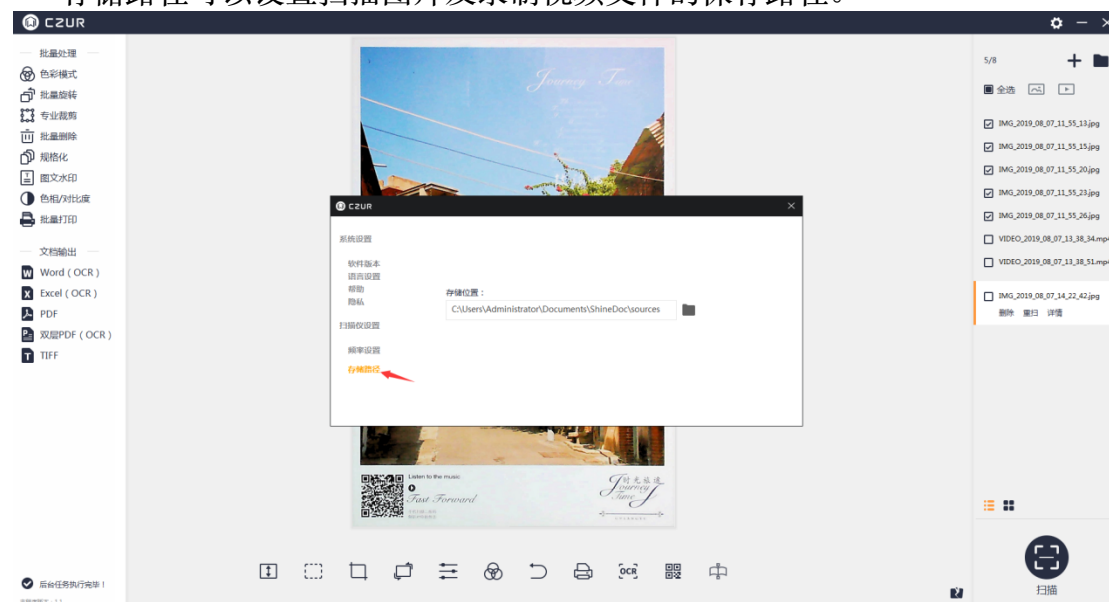 存储路径可以设置扫描图片及录制视频文件的保存路径。
CZUR
批量处理
色彩模式
批量旋转
专业裁剪
批量删除
规格化
图文水印
色相/对比度
批量打印
文档输出
Word ( OCR )
Excel ( OCR )
PDF
双层PDF ( OCR )
TIFF
后台任务执行完毕！
Journey Time
CZUR
系统设置
软件版本
语言设置
帮助
隐私
扫描仪设置
频率设置
存储路径
存储位置：
C:\Users\Administrator\Documents\ShineDoc\sources
Listen to the music
Fast Forward
时光旅途
Journey
Time
OCR
5/8
全选
IMG_2019_08_07_11_55_13.jpg
IMG_2019_08_07_11_55_15.jpg
IMG_2019_08_07_11_55_20.jpg
IMG_2019_08_07_11_55_23.jpg
IMG_2019_08_07_11_55_26.jpg
VIDEO_2019_08_07_13_38_34.mp4
VIDEO_2019_08_07_13_38_51.mp4
IMG_2019_08_07_14_22_42.jpg
删除 重扫 详情
扫描